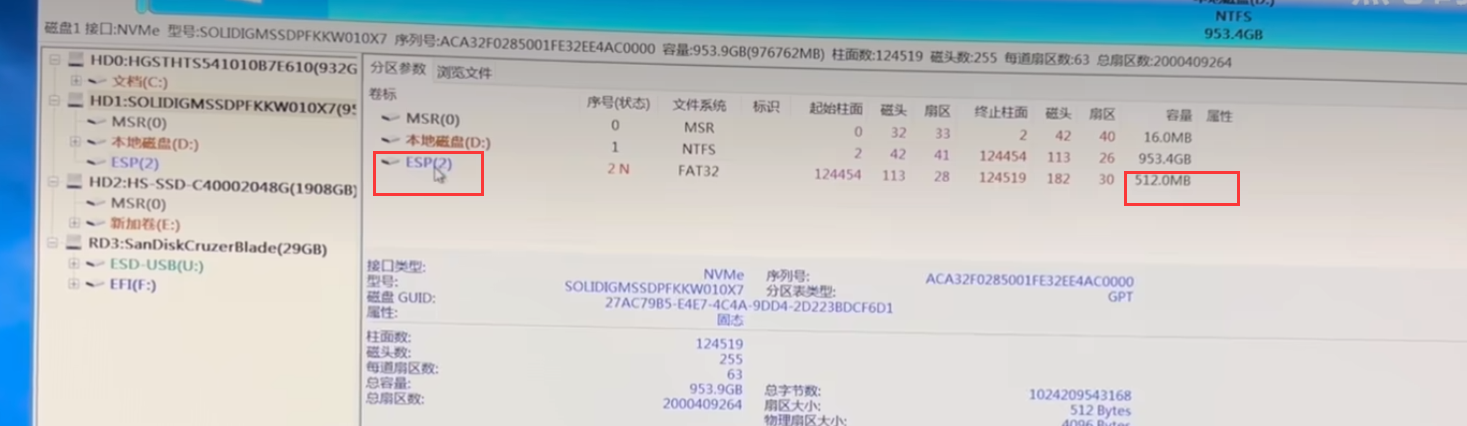 NTFS
953.4GB
磁盘1 接口:NVMe 型号:SOLIDIGMSSDPFKKW010X7 序列号:ACA32F0285001FE32EE4AC0000 容量:953.9GB(976762MB) 柱面数:124519 磁头数:255 每道扇区数:63 总扇区数:2000409264
HD0:HGSTHTS541010B7E610(932G
文档(C:)
HD1:SOLIDIGMSSDPFKKW010X7(95
MSR(0)
本地磁盘(D:)
ESP(2)
HD2:HS-SSD-C40002048G(1908GB)
MSR(0)
新加卷(E:)
RD3:SanDiskCruzerBlade(29GB)
ESD-USB(U:)
EFI(F:)
分区参数 浏览文件
卷标 序号(状态) 文件系统 标识 起始柱面 磁头 扇区 终止柱面 磁头 扇区 容量 属性
MSR(0) 0 MSR 0 32 33 2 42 40 16.0MB
本地磁盘(D:) 1 NTFS 2 42 41 124454 113 26 953.4GB
ESP(2) 2 N FAT32 124454 113 28 124519 182 30 512.0MB
接口类型: NVMe 序列号: ACA32F0285001FE32EE4AC0000
型号: SOLIDIGMSSDPFKKW010X7 分区表类型: GPT
磁盘 GUID: 27AC79B5-E4E7-4C4A-9DD4-2D223BDCF6D1
属性: 固态
柱面数: 124519
磁头数: 255
每道扇区数: 63
总容量: 953.9GB 总字节数: 1024209543168
总扇区数: 2000409264 扇区大小: 512 Bytes
物理扇区大小: 4096 Bytes